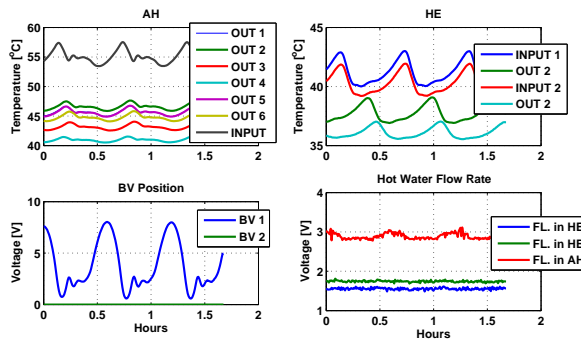 AH
Temperature [°C]
60
55
50
45
40
0
0.5
1
1.5
2
OUT 1
OUT 2
OUT 3
OUT 4
OUT 5
OUT 6
INPUT
HE
Temperature [°C]
45
40
35
0
0.5
1
1.5
2
INPUT 1
OUT 2
INPUT 2
OUT 2
BV Position
Voltage [V]
10
5
0
0
0.5
1
1.5
2
Hours
BV 1
BV 2
Hot Water Flow Rate
Voltage [V]
4
3
2
1
0
0.5
1
1.5
2
Hours
FL. in HE
FL. in HE
FL. in AH